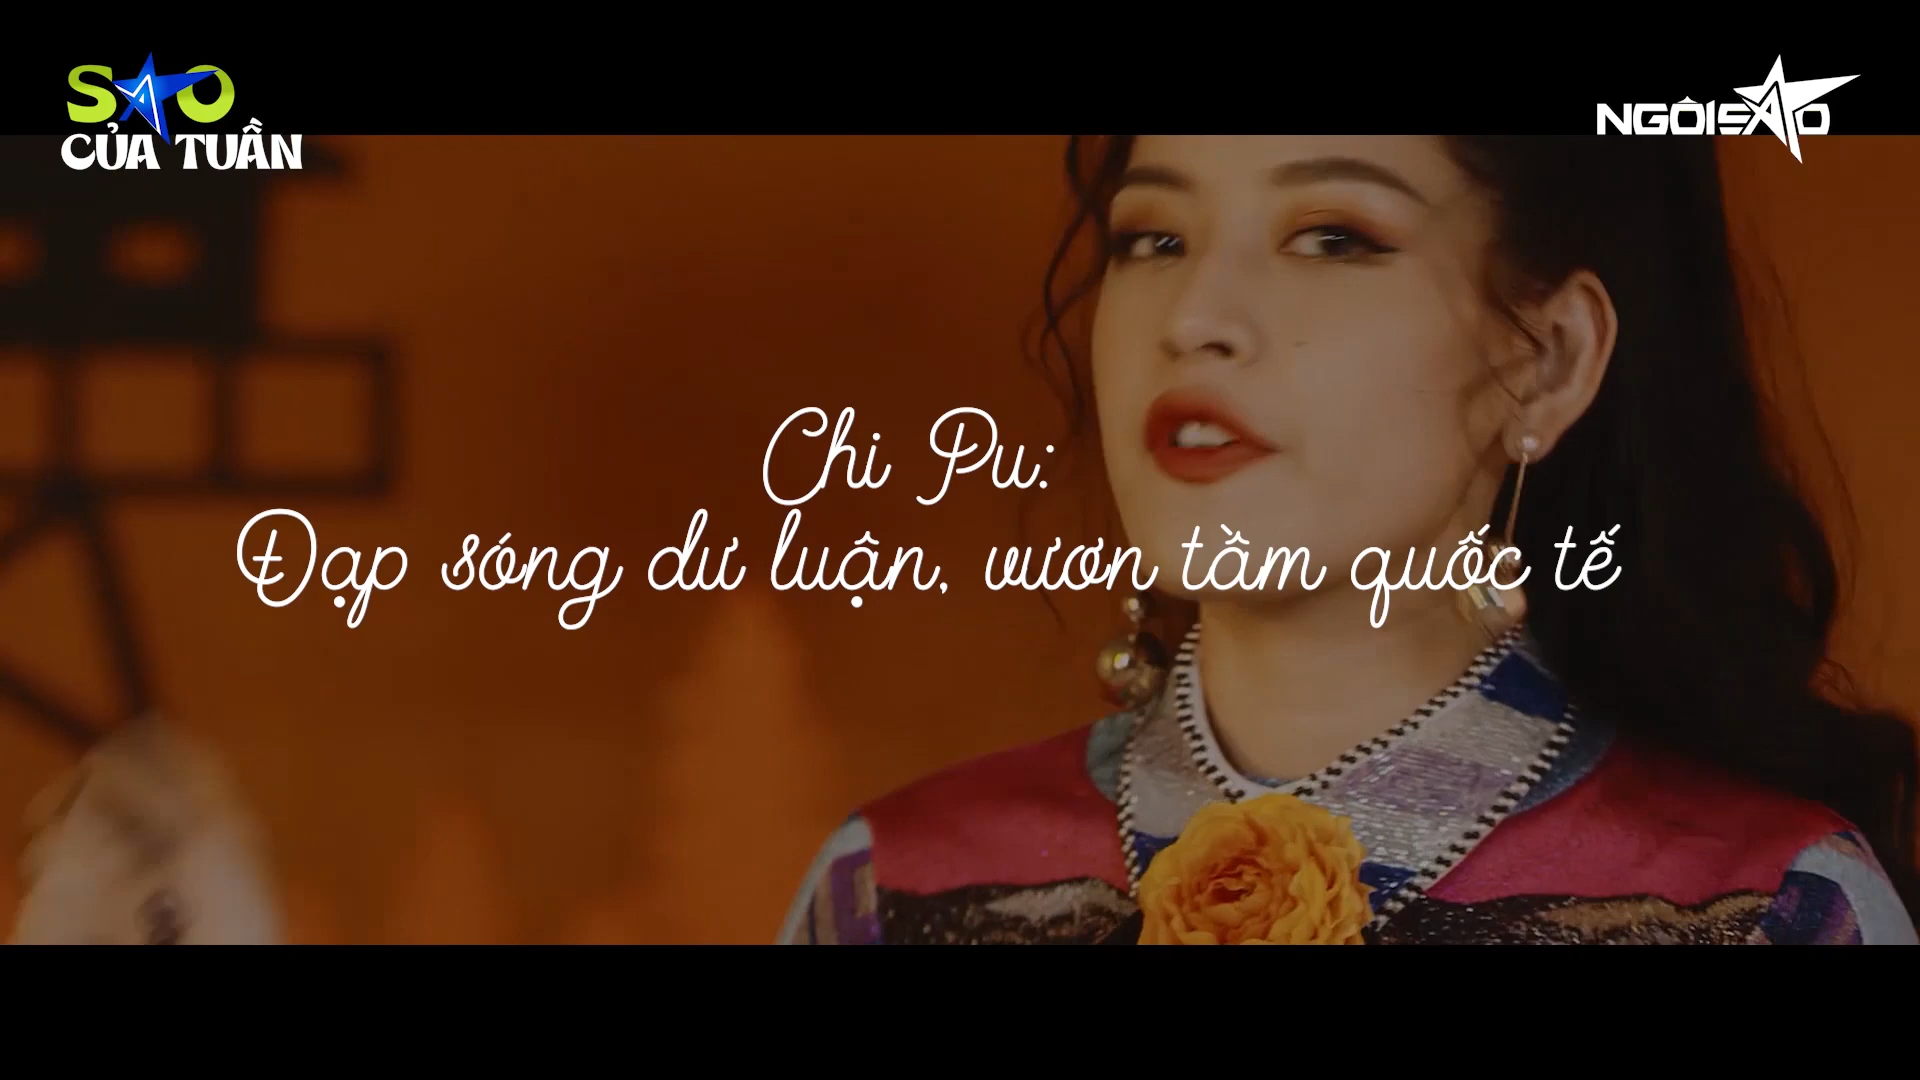 SAO
CỦA TUẦN
NGÔISAO
Chi Pu:
Đạp sóng dư luận, vươn tầm quốc tế